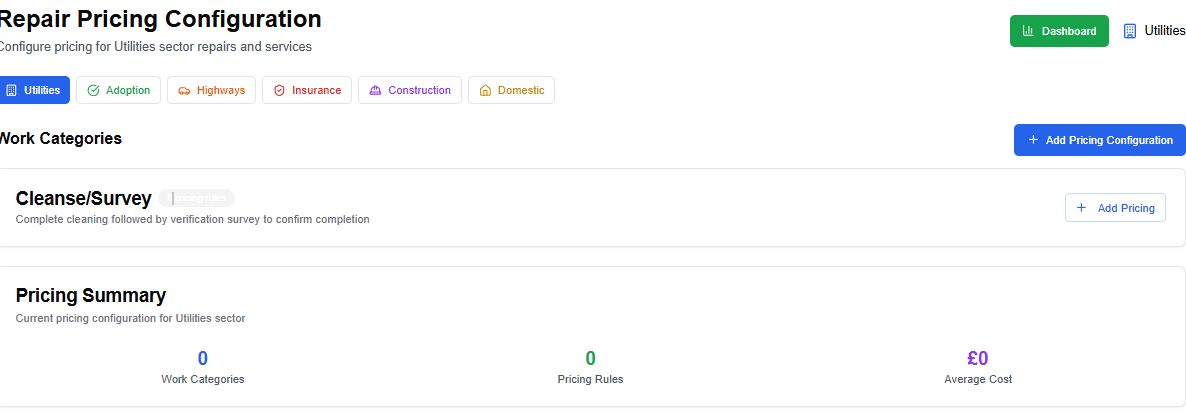 Repair Pricing Configuration
Configure pricing for Utilities sector repairs and services
Dashboard
Utilities
Utilities
Adoption
Highways
Insurance
Construction
Domestic
Work Categories
Add Pricing Configuration
Cleanse/Survey
pricing rules
Complete cleaning followed by verification survey to confirm completion
Add Pricing
Pricing Summary
Current pricing configuration for Utilities sector
0
0
£0
Work Categories
Pricing Rules
Average Cost